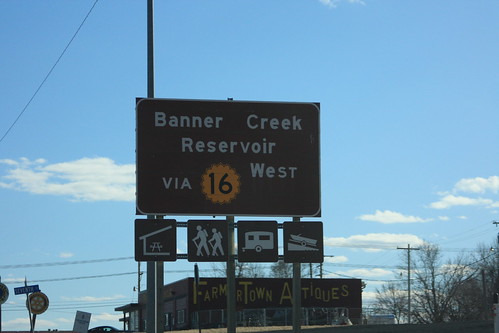 Banner Creek
Reservoir
West
VIA 16
FARMERTOWN ANTIQUES